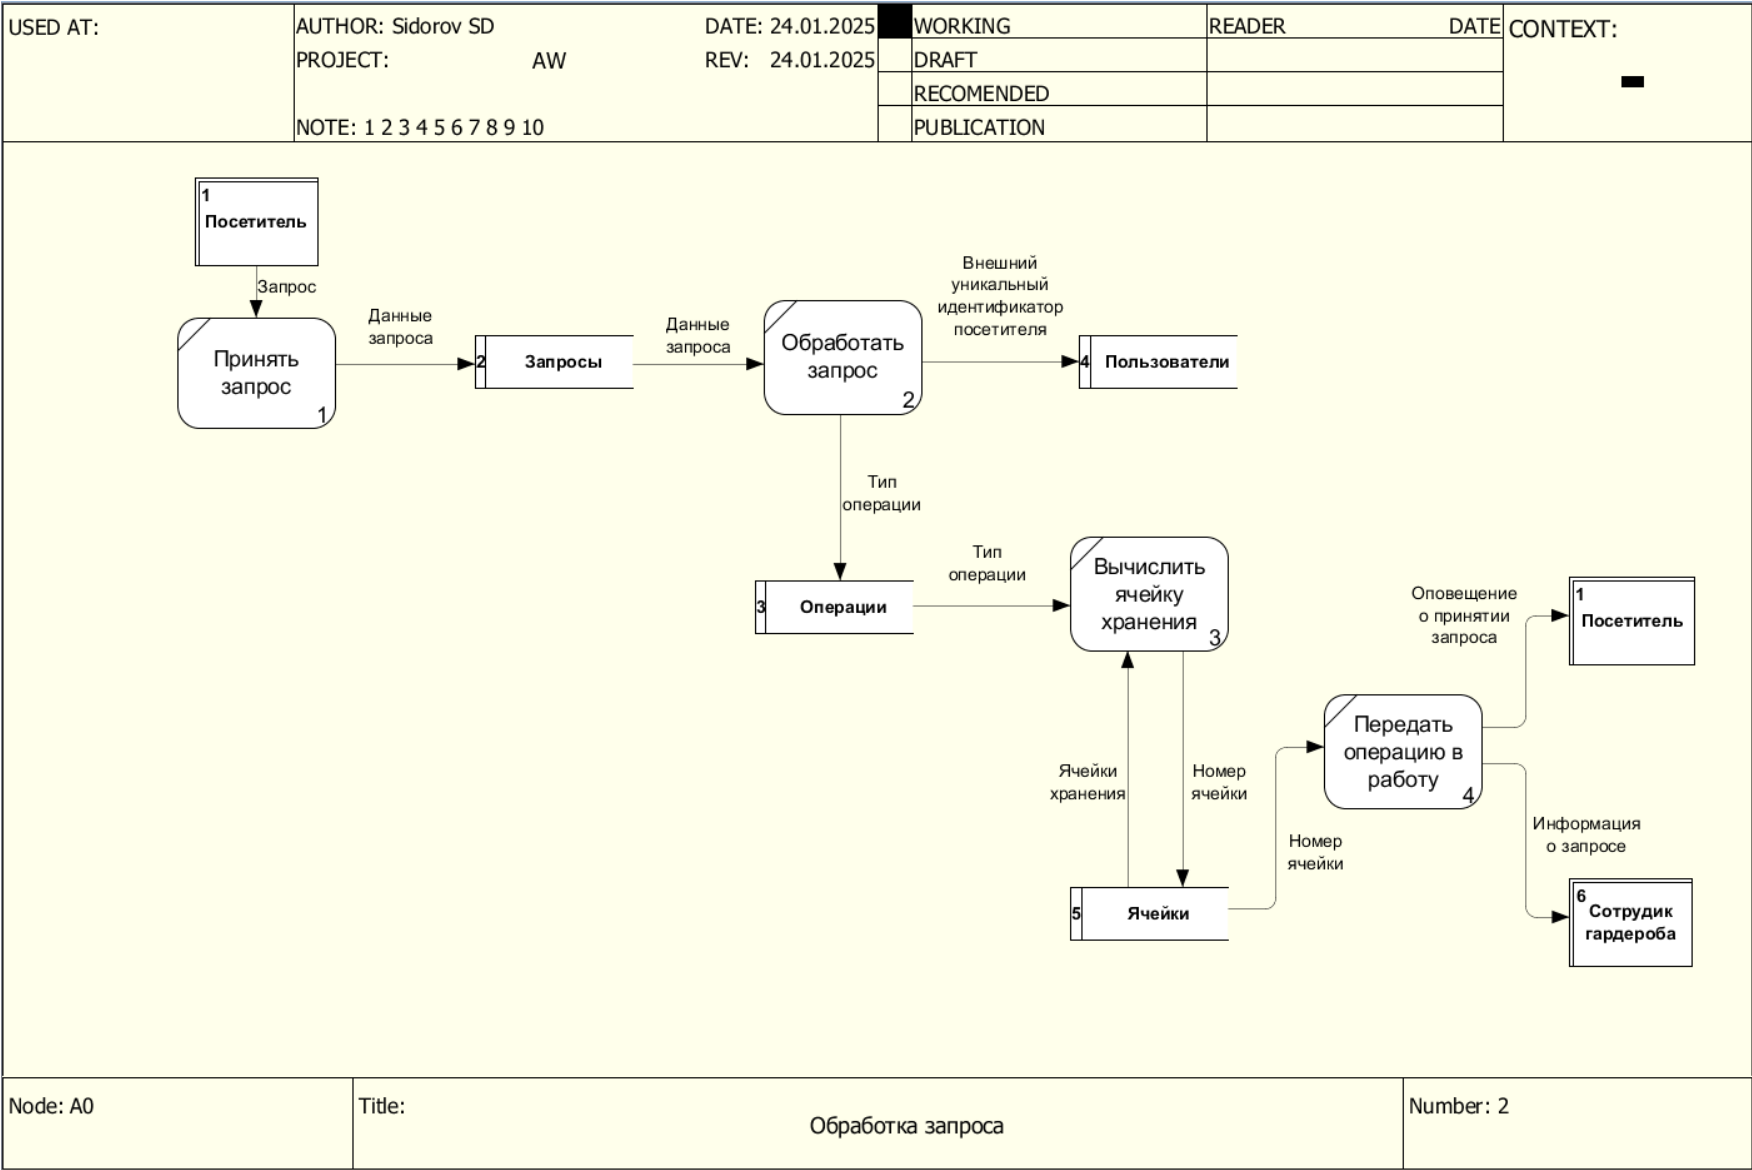 USED AT:
AUTHOR: Sidorov SD
DATE: 24.01.2025
PROJECT: AW
REV: 24.01.2025
NOTE: 1 2 3 4 5 6 7 8 9 10
WORKING
DRAFT
RECOMENDED
PUBLICATION
READER DATE
CONTEXT:
1
Посетитель
Запрос
Принять
запрос
1
Данные
запроса
2 Запросы
Данные
запроса
Обработать
запрос
2
Внешний
уникальный
идентификатор
посетителя
4 Пользователи
Тип
операции
3 Операции
Тип
операции
Вычислить
ячейку
хранения
3
Ячейки
хранения
Номер
ячейки
5 Ячейки
Номер
ячейки
Передать
операцию в
работу
4
Оповещение
о принятии
запроса
1
Посетитель
Информация
о запросе
6
Сотрудик
гардероба
Node: A0
Title:
Обработка запроса
Number: 2